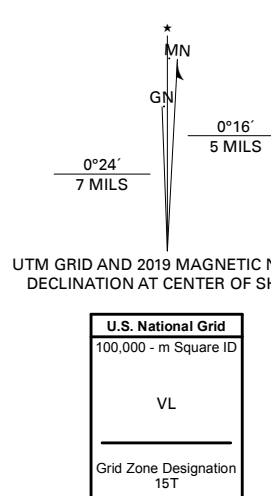 ★
MN
GN
0°16´
5 MILS
0°24´
7 MILS
UTM GRID AND 2019 MAGNETIC N
DECLINATION AT CENTER OF SH
U.S. National Grid
100,000 - m Square ID
VL
Grid Zone Designation
15T